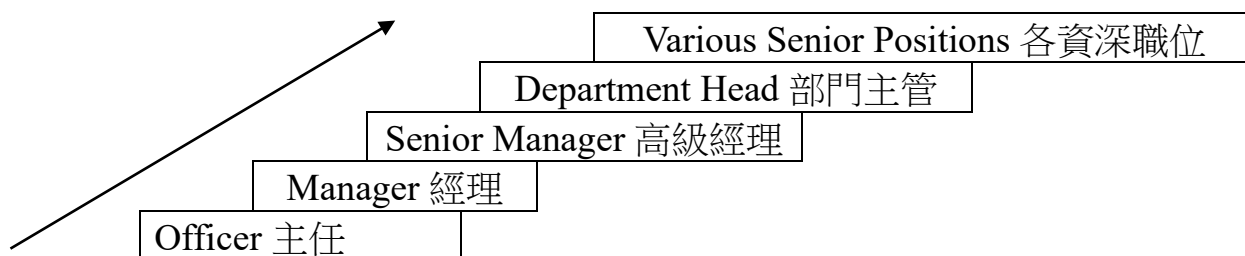 Various Senior Positions 各資深職位
Department Head 部門主管
Senior Manager 高級經理
Manager 經理
Officer 主任